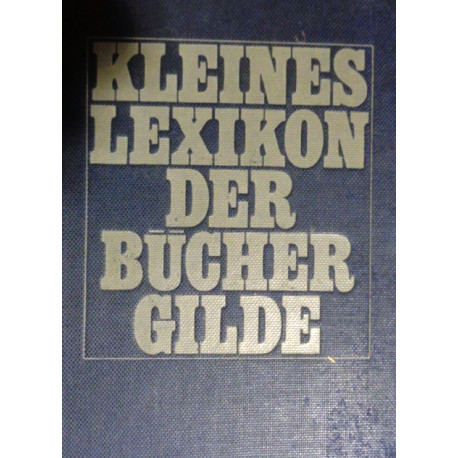 KLEINES
LEXIKON
DER
BÜCHER
GILDE